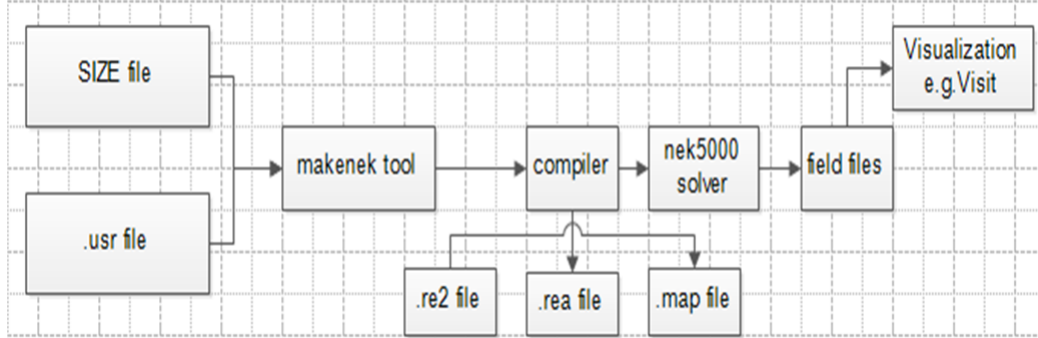 SIZE file
.usr file
makenek tool
compiler
nek5000
solver
field files
Visualization
e.g.Visit
.re2 file
.rea file
.map file